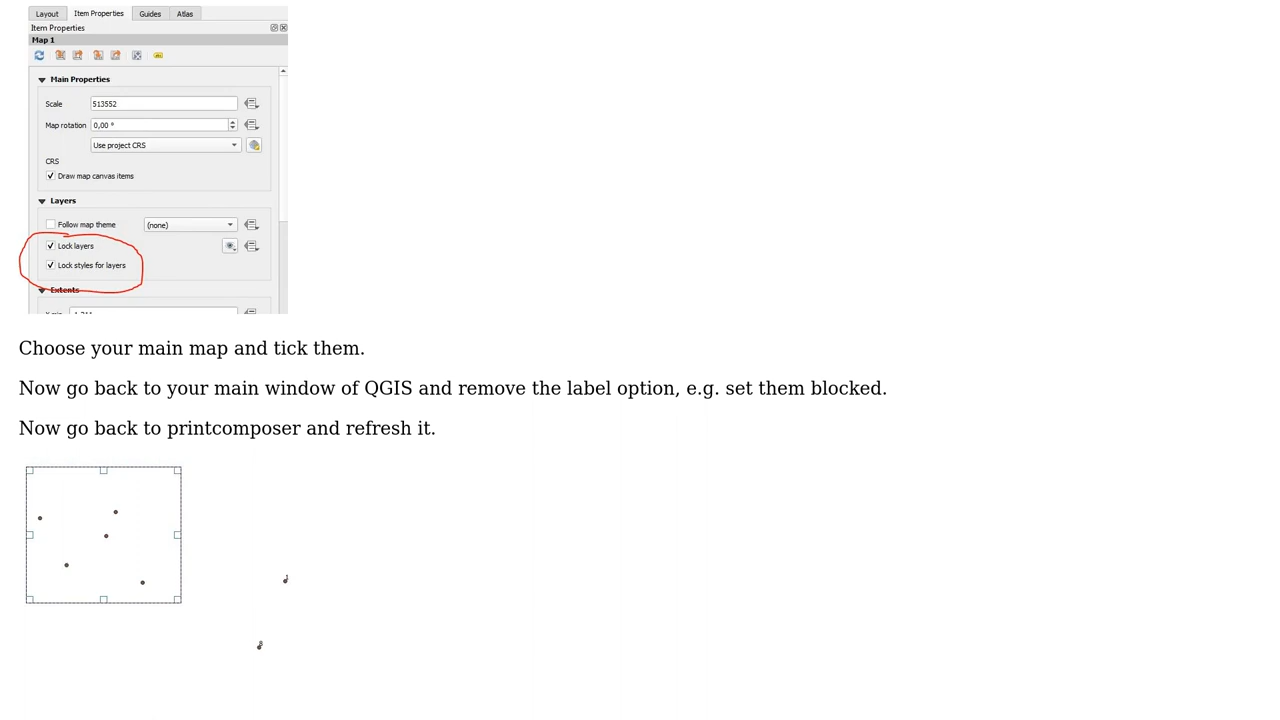 Layout Item Properties Guides Atlas
Item Properties
Map 1
Main Properties
Scale 513552
Map rotation 0,00 °
Use project CRS
CRS
Draw map canvas items
Layers
Follow map theme (none)
Lock layers
Lock styles for layers
Extents
Choose your main map and tick them.
Now go back to your main window of QGIS and remove the label option, e.g. set them blocked.
Now go back to printcomposer and refresh it.